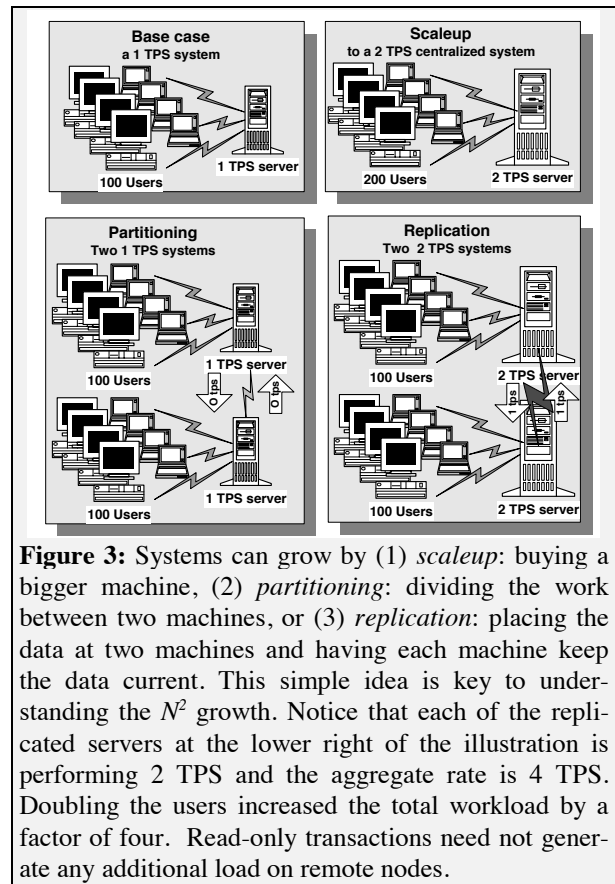 Base case
a 1 TPS system
100 Users
1 TPS server
Scaleup
to a 2 TPS centralized system
200 Users
2 TPS server
Partitioning
Two 1 TPS systems
1 TPS server
100 Users
O tps
O tps
1 TPS server
100 Users
Replication
Two 2 TPS systems
2 TPS server
100 Users
1 tps
1 tps
2 TPS server
100 Users
Figure 3: Systems can grow by (1) scaleup: buying a
bigger machine, (2) partitioning: dividing the work
between two machines, or (3) replication: placing the
data at two machines and having each machine keep
the data current. This simple idea is key to under-
standing the N² growth. Notice that each of the repli-
cated servers at the lower right of the illustration is
performing 2 TPS and the aggregate rate is 4 TPS.
Doubling the users increased the total workload by a
factor of four. Read-only transactions need not gener-
ate any additional load on remote nodes.